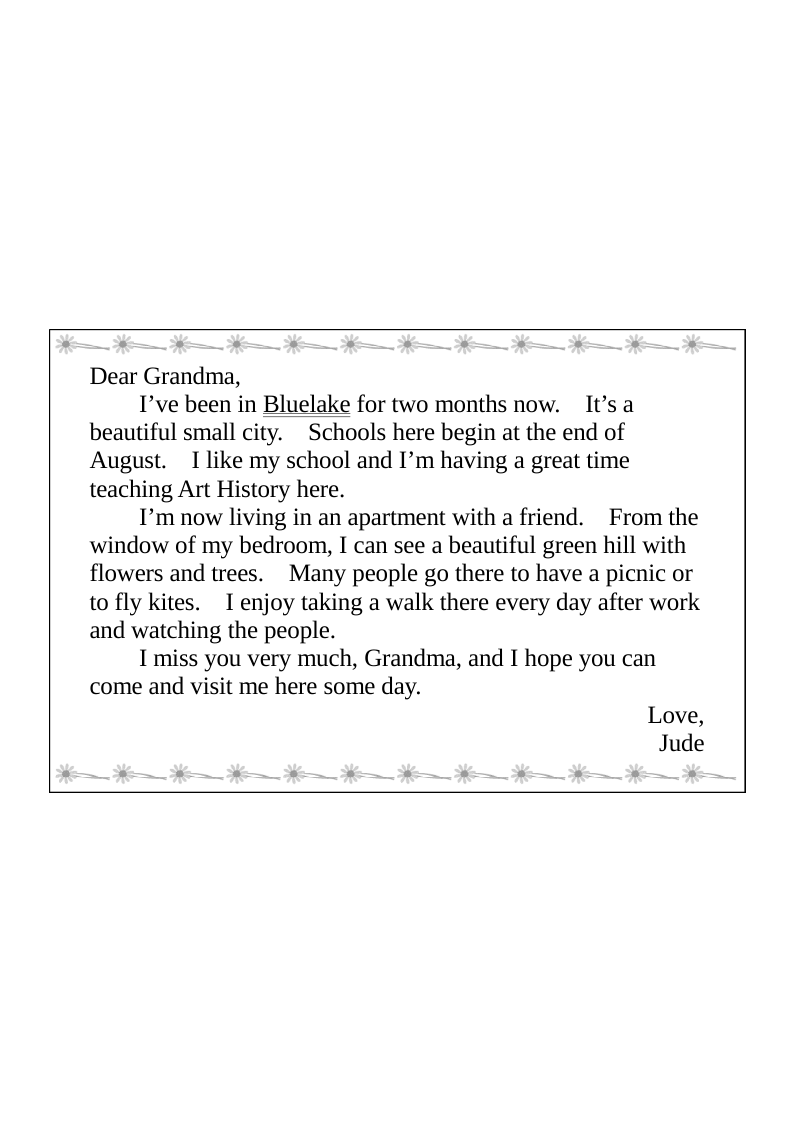 Dear Grandma,
I’ve been in Bluelake for two months now. It’s a
beautiful small city. Schools here begin at the end of
August. I like my school and I’m having a great time
teaching Art History here.
I’m now living in an apartment with a friend. From the
window of my bedroom, I can see a beautiful green hill with
flowers and trees. Many people go there to have a picnic or
to fly kites. I enjoy taking a walk there every day after work
and watching the people.
I miss you very much, Grandma, and I hope you can
come and visit me here some day.
Love,
Jude